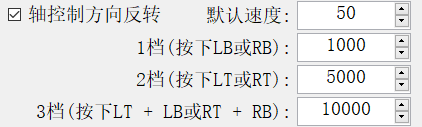 ☑ 轴控制方向反转 默认速度: 50
1档(按下LB或RB): 1000
2档(按下LT或RT): 5000
3档(按下LT + LB或RT + RB): 10000